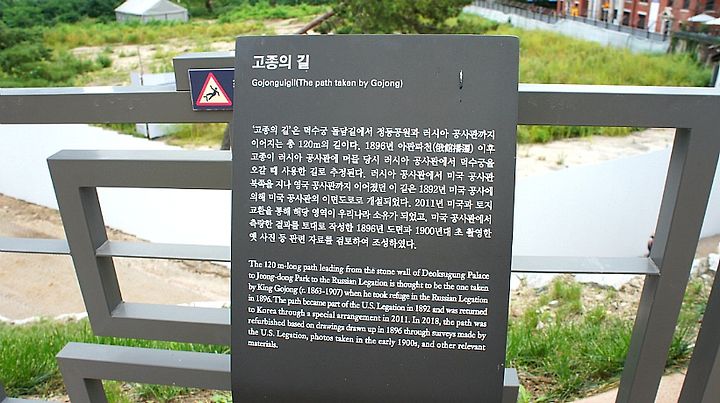 고종의 길
Gojonguigil(The path taken by Gojong)
'고종의 길'은 덕수궁 돌담길에서 정동공원과 러시아 공사관까지
이어지는 총 120m의 길이다. 1896년 아관파천(俄館播遷) 이후
고종이 러시아 공사관에 머물 당시 러시아 공사관에서 덕수궁을
오갈 때 사용한 길로 추정된다. 러시아 공사관에서 미국 공사관
북쪽을 지나 영국 공사관까지 이어졌던 이 길은 1892년 미국 공사에
의해 미국 공사관의 이면도로로 개설되었다. 2011년 미국과 토지
교환을 통해 해당 영역이 우리나라 소유가 되었고, 미국 공사관에서
측량한 결과를 토대로 작성한 1896년 도면과 1900년대 초 촬영한
옛 사진 등 관련 자료를 검토하여 조성하였다.
The 120 m-long path leading from the stone wall of Deoksugung Palace
to Jeong-dong Park to the Russian Legation is thought to be the one taken
by King Gojong (r. 1863-1907) when he took refuge in the Russian Legation
in 1896. The path became part of the U.S. Legation in 1892 and was returned
to Korea through a special arrangement in 2011. In 2018, the path was
refurbished based on drawings drawn up in 1896 through surveys made by
the U.S. Legation, photos taken in the early 1900s, and other relevant
materials.